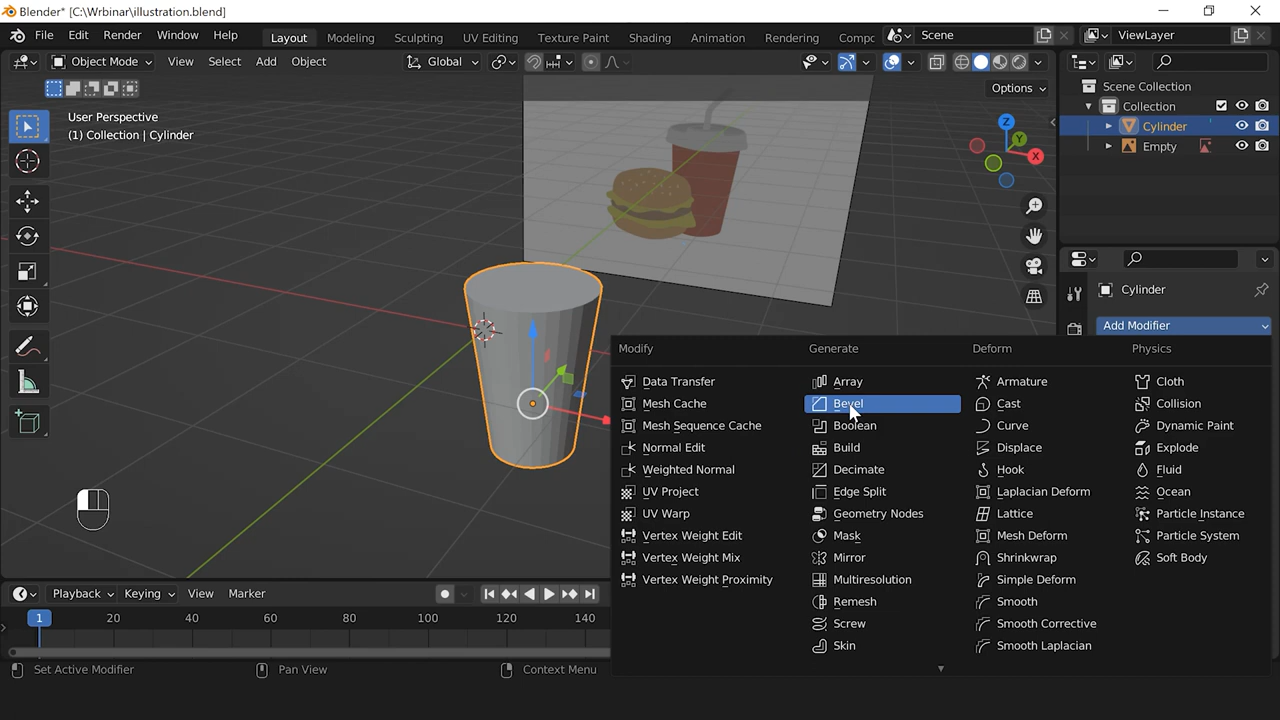 Blender* [C:\Wrbinar\illustration.blend]
File Edit Render Window Help Layout Modeling Sculpting UV Editing Texture Paint Shading Animation Rendering Compc Scene ViewLayer
Object Mode View Select Add Object Global
Options
User Perspective
(1) Collection | Cylinder
Z
Y
X
Scene Collection
Collection
Cylinder
Empty
Cylinder
Add Modifier
Modify Generate Deform Physics
Data Transfer Array Armature Cloth
Mesh Cache Bevel Cast Collision
Mesh Sequence Cache Boolean Curve Dynamic Paint
Normal Edit Build Displace Explode
Weighted Normal Decimate Hook Fluid
UV Project Edge Split Laplacian Deform Ocean
UV Warp Geometry Nodes Lattice Particle Instance
Vertex Weight Edit Mask Mesh Deform Particle System
Vertex Weight Mix Mirror Shrinkwrap Soft Body
Vertex Weight Proximity Multiresolution Simple Deform
Remesh Smooth
Screw Smooth Corrective
Skin Smooth Laplacian
Playback Keying View Marker
1 20 40 60 80 100 120 140
Set Active Modifier Pan View Context Menu